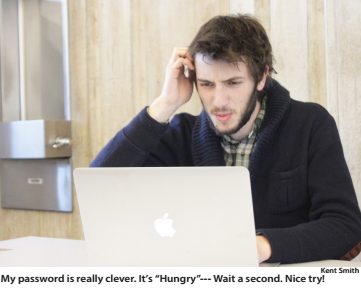 Kent Smith
My password is really clever. It's "Hungry"--- Wait a second. Nice try!